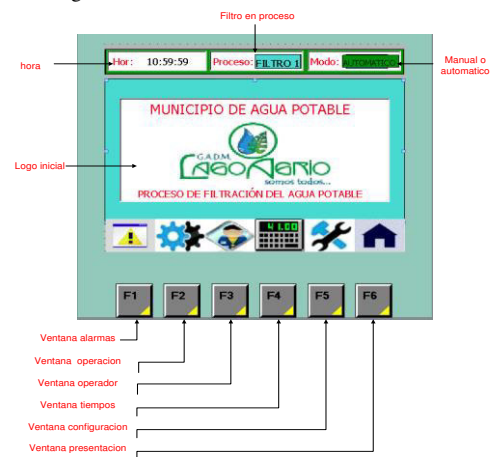 Filtro en proceso
hora
Hor: 10:59:59 Proceso: FILTRO 1 Modo: AUTOMATICO
Manual o
automatico
MUNICIPIO DE AGUA POTABLE
G.A.D.M.
LAGO AGRIO
somos todos...
Logo inicial
PROCESO DE FILTRACIÓN DEL AGUA POTABLE
F1 F2 F3 F4 F5 F6
Ventana alarmas
Ventana operacion
Ventana operador
Ventana tiempos
Ventana configuracion
Ventana presentacion